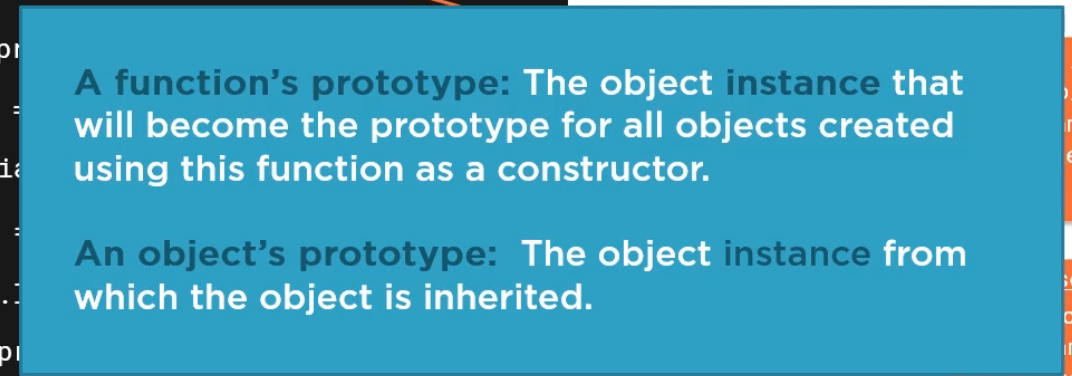 A function's prototype: The object instance that
will become the prototype for all objects created
using this function as a constructor.
An object's prototype: The object instance from
which the object is inherited.